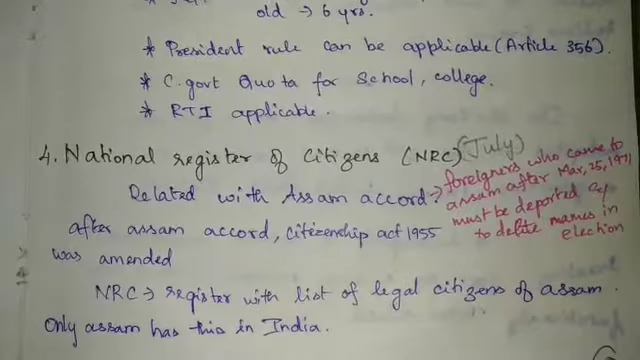 old → 6 yrs.
* President rule can be applicable (Article 356).
* C. govt Quota for School, college.
* RTI applicable.
4. National register of Citizens (NRC) (July)
Related with Assam accord →
foreigners who came to
assam after Mar, 25, 1971
must be deported
to delete names in
election
after assam accord, citizenship act 1955
was amended
NRC → register with list of legal citizens of assam.
Only assam has this in India.